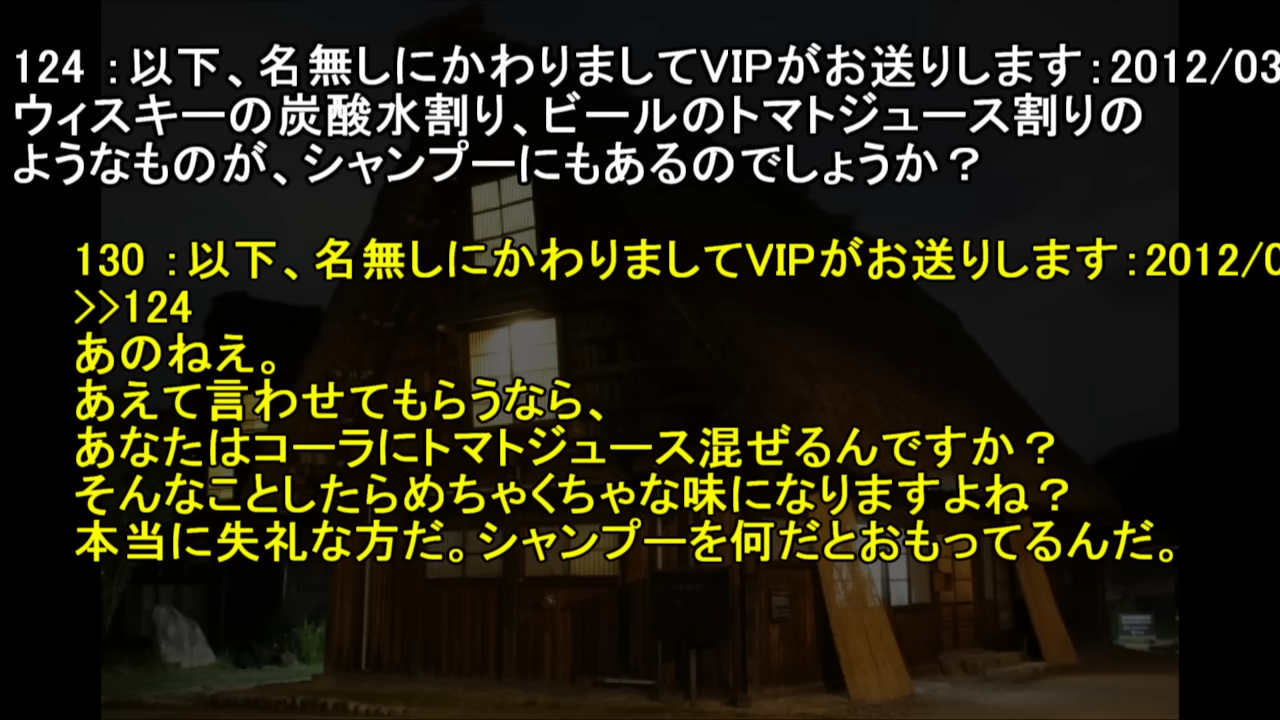 124 ：以下、名無しにかわりましてVIPがお送りします：2012/03
ウィスキーの炭酸水割り、ビールのトマトジュース割りの
ようなものが、シャンプーにもあるのでしょうか？
130 ：以下、名無しにかわりましてVIPがお送りします：2012/0
>>124
あのねえ。
あえて言わせてもらうなら、
あなたはコーラにトマトジュース混ぜるんですか？
そんなことしたらめちゃくちゃな味になりますよね？
本当に失礼な方だ。シャンプーを何だとおもってるんだ。